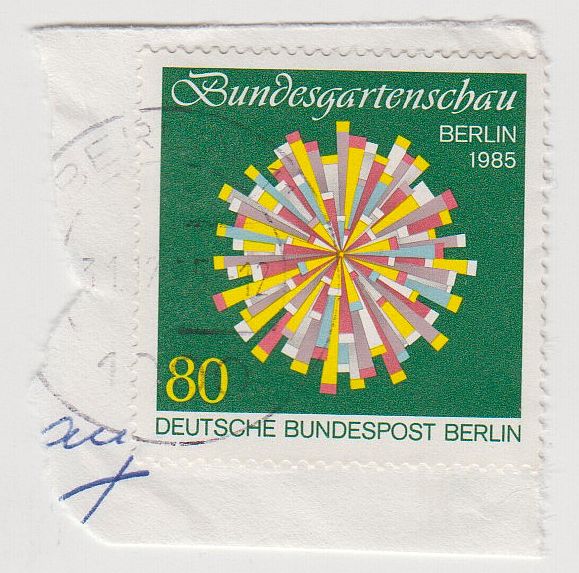 Bundesgartenschau
BERLIN
1985
80
DEUTSCHE BUNDESPOST BERLIN